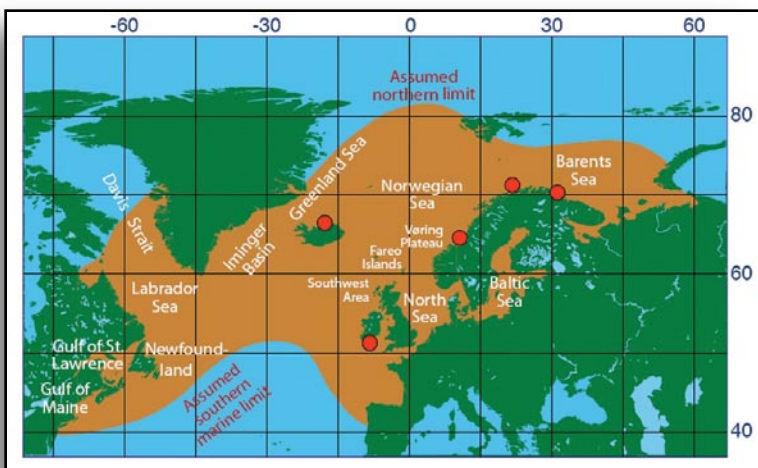 -60 -30 0 30 60
Assumed
northern limit
80
Barents
Sea
Greenland Sea
Davis Strait
Norwegian
Sea
Vøring
Plateau
Iminger
Basin
Fareo
Islands
60
Southwest
Area
Labrador
Sea
Baltic
Sea
North
Sea
Gulf of St.
Lawrence
Newfound-
land
Gulf of
Maine
Assumed
southern
marine limit
40